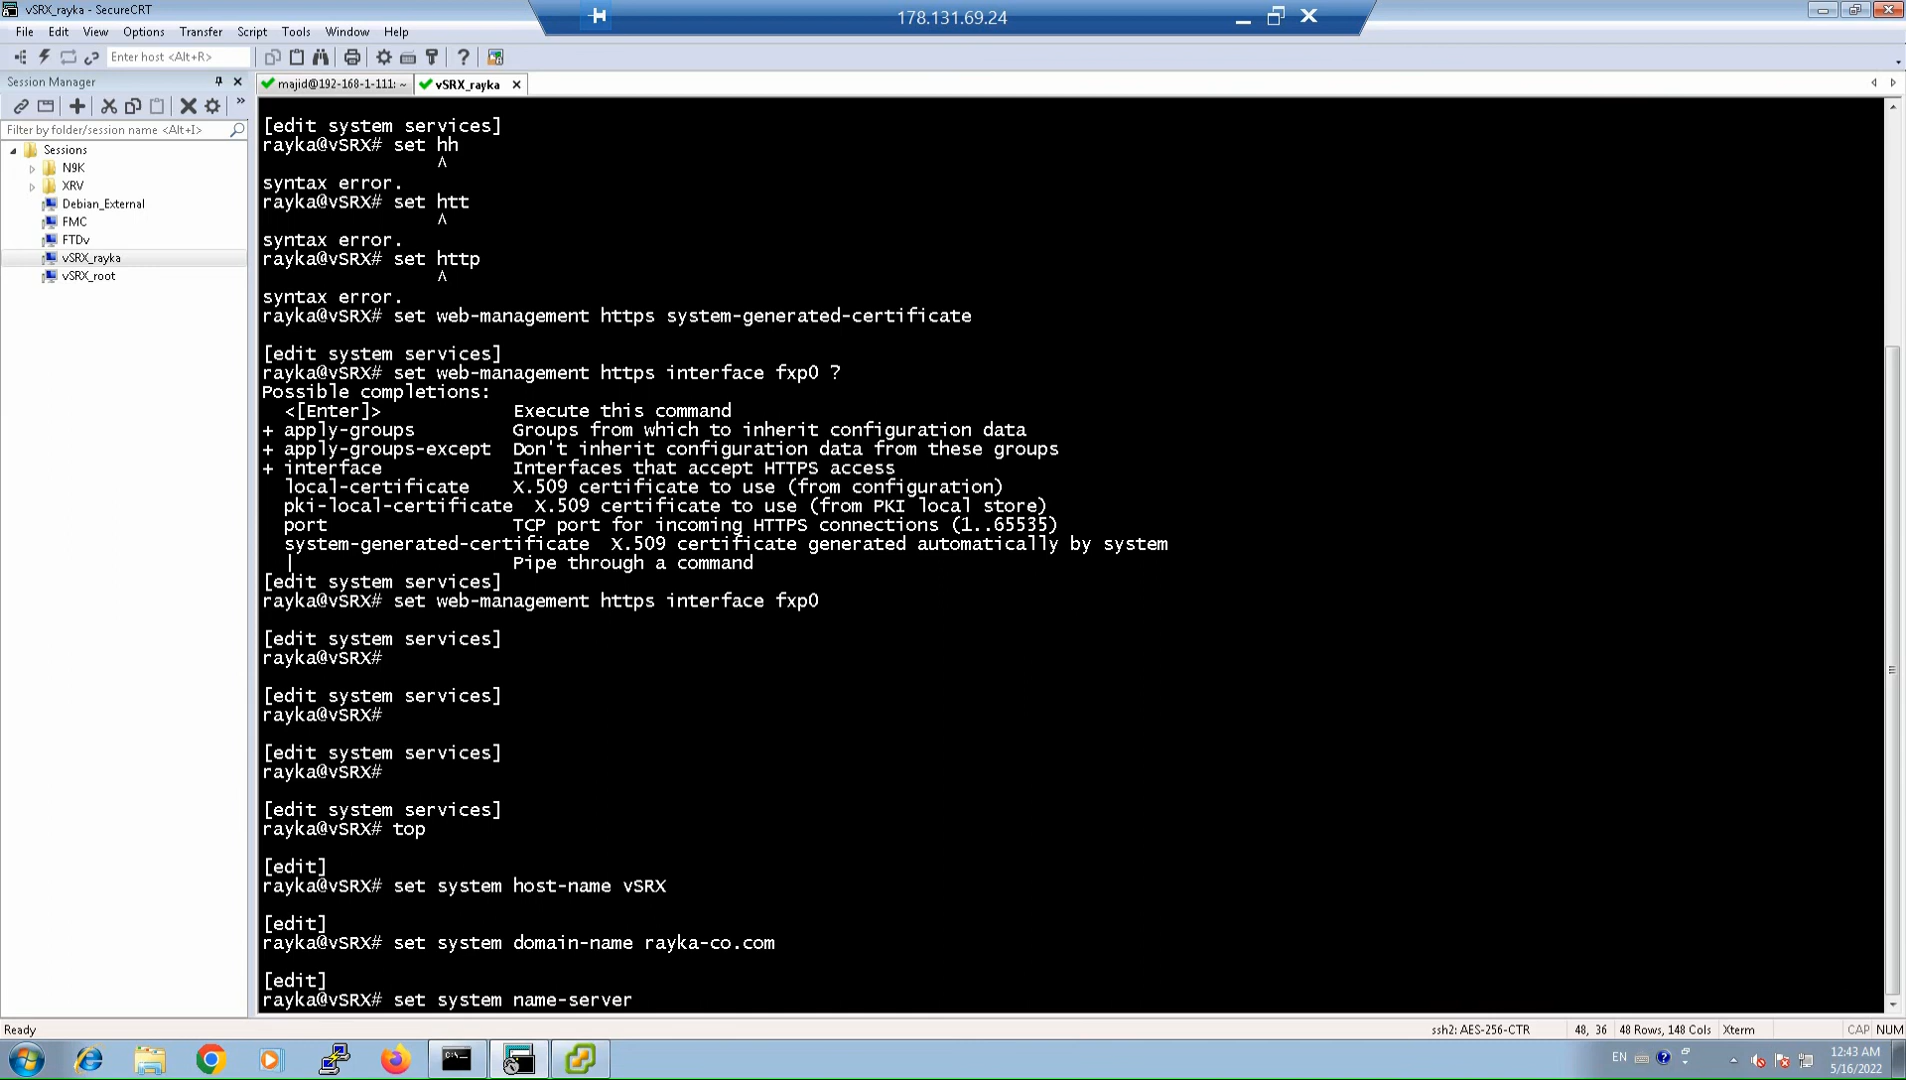 vSRX_rayka - SecureCRT
178.131.69.24
File Edit View Options Transfer Script Tools Window Help
Enter host <Alt+R>
Session Manager
majid@192-168-1-111: ~
vSRX_rayka
Filter by folder/session name <Alt+I>
Sessions
N9K
XRV
Debian_External
FMC
FTDv
vSRX_rayka
vSRX_root
[edit system services]
rayka@vSRX# set hh
^
syntax error.
rayka@vSRX# set htt
^
syntax error.
rayka@vSRX# set http
^
syntax error.
rayka@vSRX# set web-management https system-generated-certificate
[edit system services]
rayka@vSRX# set web-management https interface fxp0 ?
Possible completions:
<[Enter]> Execute this command
+ apply-groups Groups from which to inherit configuration data
+ apply-groups-except Don't inherit configuration data from these groups
+ interface Interfaces that accept HTTPS access
local-certificate X.509 certificate to use (from configuration)
pki-local-certificate X.509 certificate to use (from PKI local store)
port TCP port for incoming HTTPS connections (1..65535)
system-generated-certificate X.509 certificate generated automatically by system
| Pipe through a command
[edit system services]
rayka@vSRX# set web-management https interface fxp0
[edit system services]
rayka@vSRX#
[edit system services]
rayka@vSRX#
[edit system services]
rayka@vSRX#
[edit system services]
rayka@vSRX# top
[edit]
rayka@vSRX# set system host-name vSRX
[edit]
rayka@vSRX# set system domain-name rayka-co.com
[edit]
rayka@vSRX# set system name-server
Ready
ssh2: AES-256-CTR 48, 36 48 Rows, 148 Cols Xterm CAP NUM
EN
12:43 AM
5/16/2022